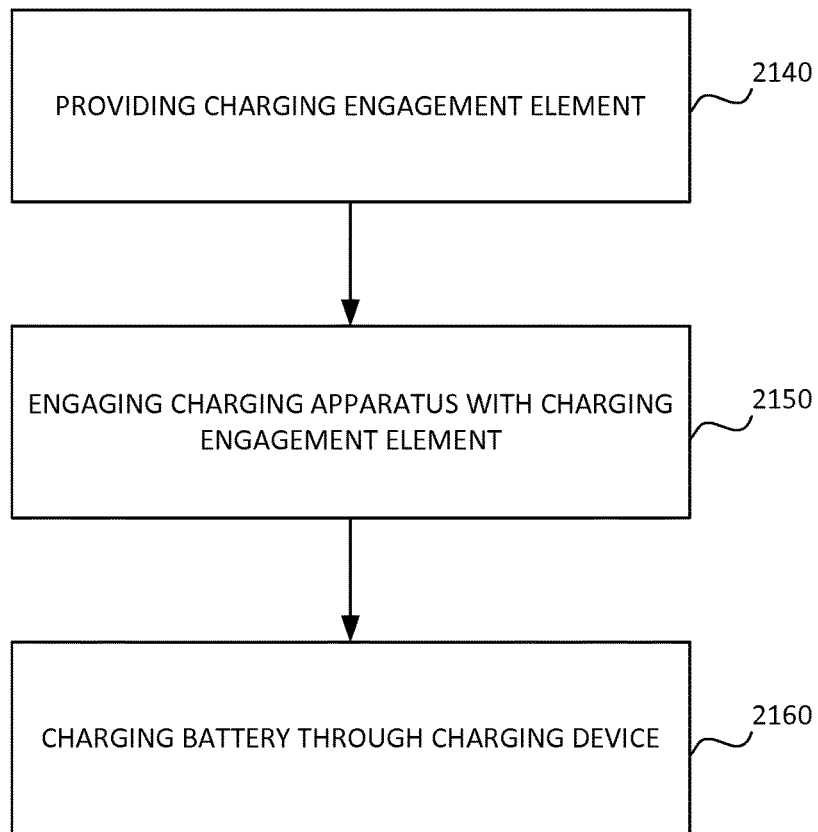 PROVIDING CHARGING ENGAGEMENT ELEMENT
2140
ENGAGING CHARGING APPARATUS WITH CHARGING
ENGAGEMENT ELEMENT
2150
CHARGING BATTERY THROUGH CHARGING DEVICE
2160